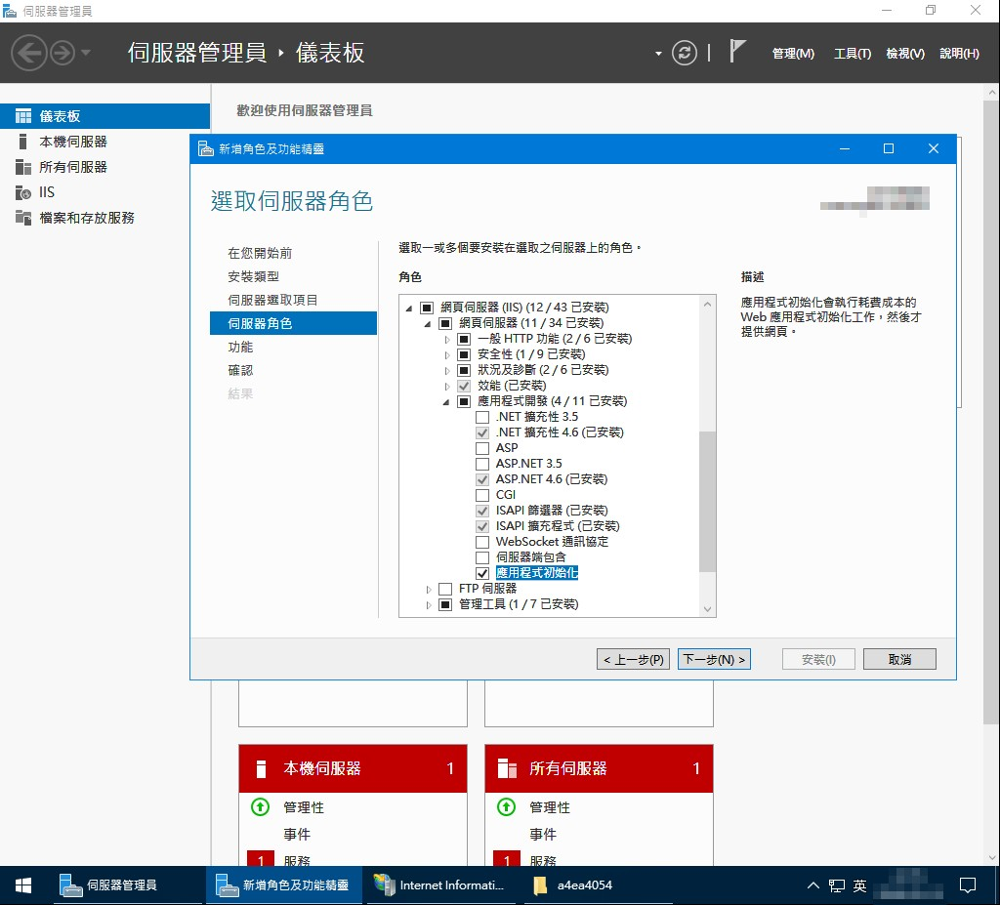 伺服器管理員
伺服器管理員 ‣ 儀表板
管理(M) 工具(T) 檢視(V) 說明(H)
儀表板
本機伺服器
所有伺服器
IIS
檔案和存放服務
歡迎使用伺服器管理員
新增角色及功能精靈
選取伺服器角色
在您開始前
安裝類型
伺服器選取項目
伺服器角色
功能
確認
結果
選取一或多個要安裝在選取之伺服器上的角色。
角色
網頁伺服器 (IIS) (12 / 43 已安裝)
網頁伺服器 (11 / 34 已安裝)
一般 HTTP 功能 (2 / 6 已安裝)
安全性 (1 / 9 已安裝)
狀況及診斷 (2 / 6 已安裝)
效能 (已安裝)
應用程式開發 (4 / 11 已安裝)
.NET 擴充性 3.5
.NET 擴充性 4.6 (已安裝)
ASP
ASP.NET 3.5
ASP.NET 4.6 (已安裝)
CGI
ISAPI 篩選器 (已安裝)
ISAPI 擴充程式 (已安裝)
WebSocket 通訊協定
伺服器端包含
應用程式初始化
FTP 伺服器
管理工具 (1 / 7 已安裝)
描述
應用程式初始化會執行耗費成本的
Web 應用程式初始化工作，然後才
提供網頁。
< 上一步(P) 下一步(N) > 安裝(I) 取消
本機伺服器 1
管理性
事件
1 服務
所有伺服器 1
管理性
事件
1 服務
伺服器管理員 新增角色及功能精靈 Internet Informati... a4ea4054 英